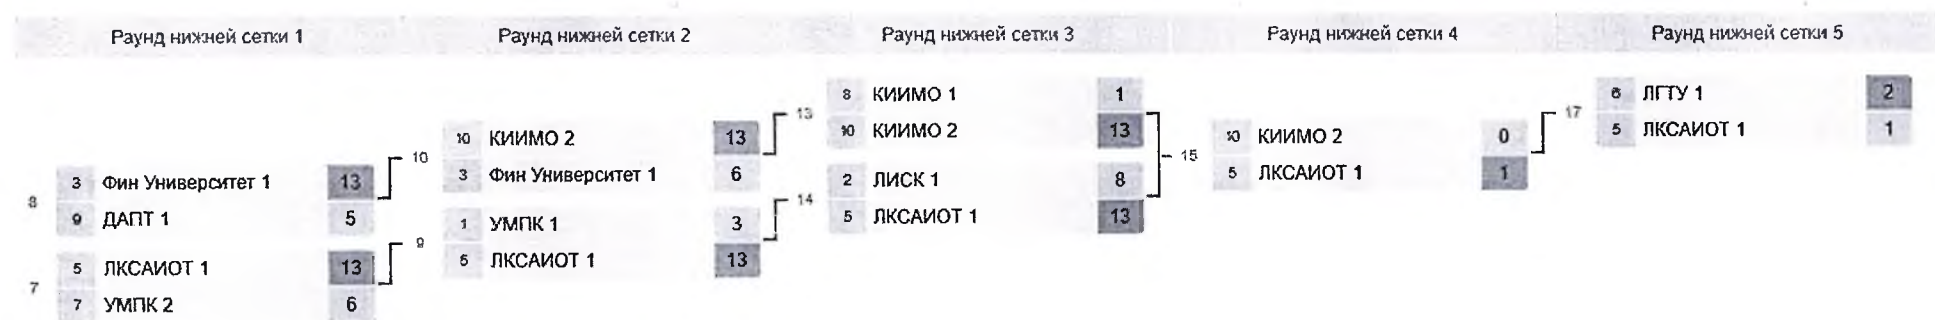 Раунд нижней сетки 1
8
3 Фин Университет 1 13
9 ДАПТ 1 5
7
5 ЛКСАИОТ 1 13
7 УМПК 2 6
Раунд нижней сетки 2
10
10 КИИМО 2 13
3 Фин Университет 1 6
9
1 УМПК 1 3
5 ЛКСАИОТ 1 13
Раунд нижней сетки 3
13
8 КИИМО 1 1
10 КИИМО 2 13
14
2 ЛИСК 1 8
5 ЛКСАИОТ 1 13
Раунд нижней сетки 4
15
10 КИИМО 2 0
5 ЛКСАИОТ 1 1
Раунд нижней сетки 5
17
6 ЛГТУ 1 2
5 ЛКСАИОТ 1 1